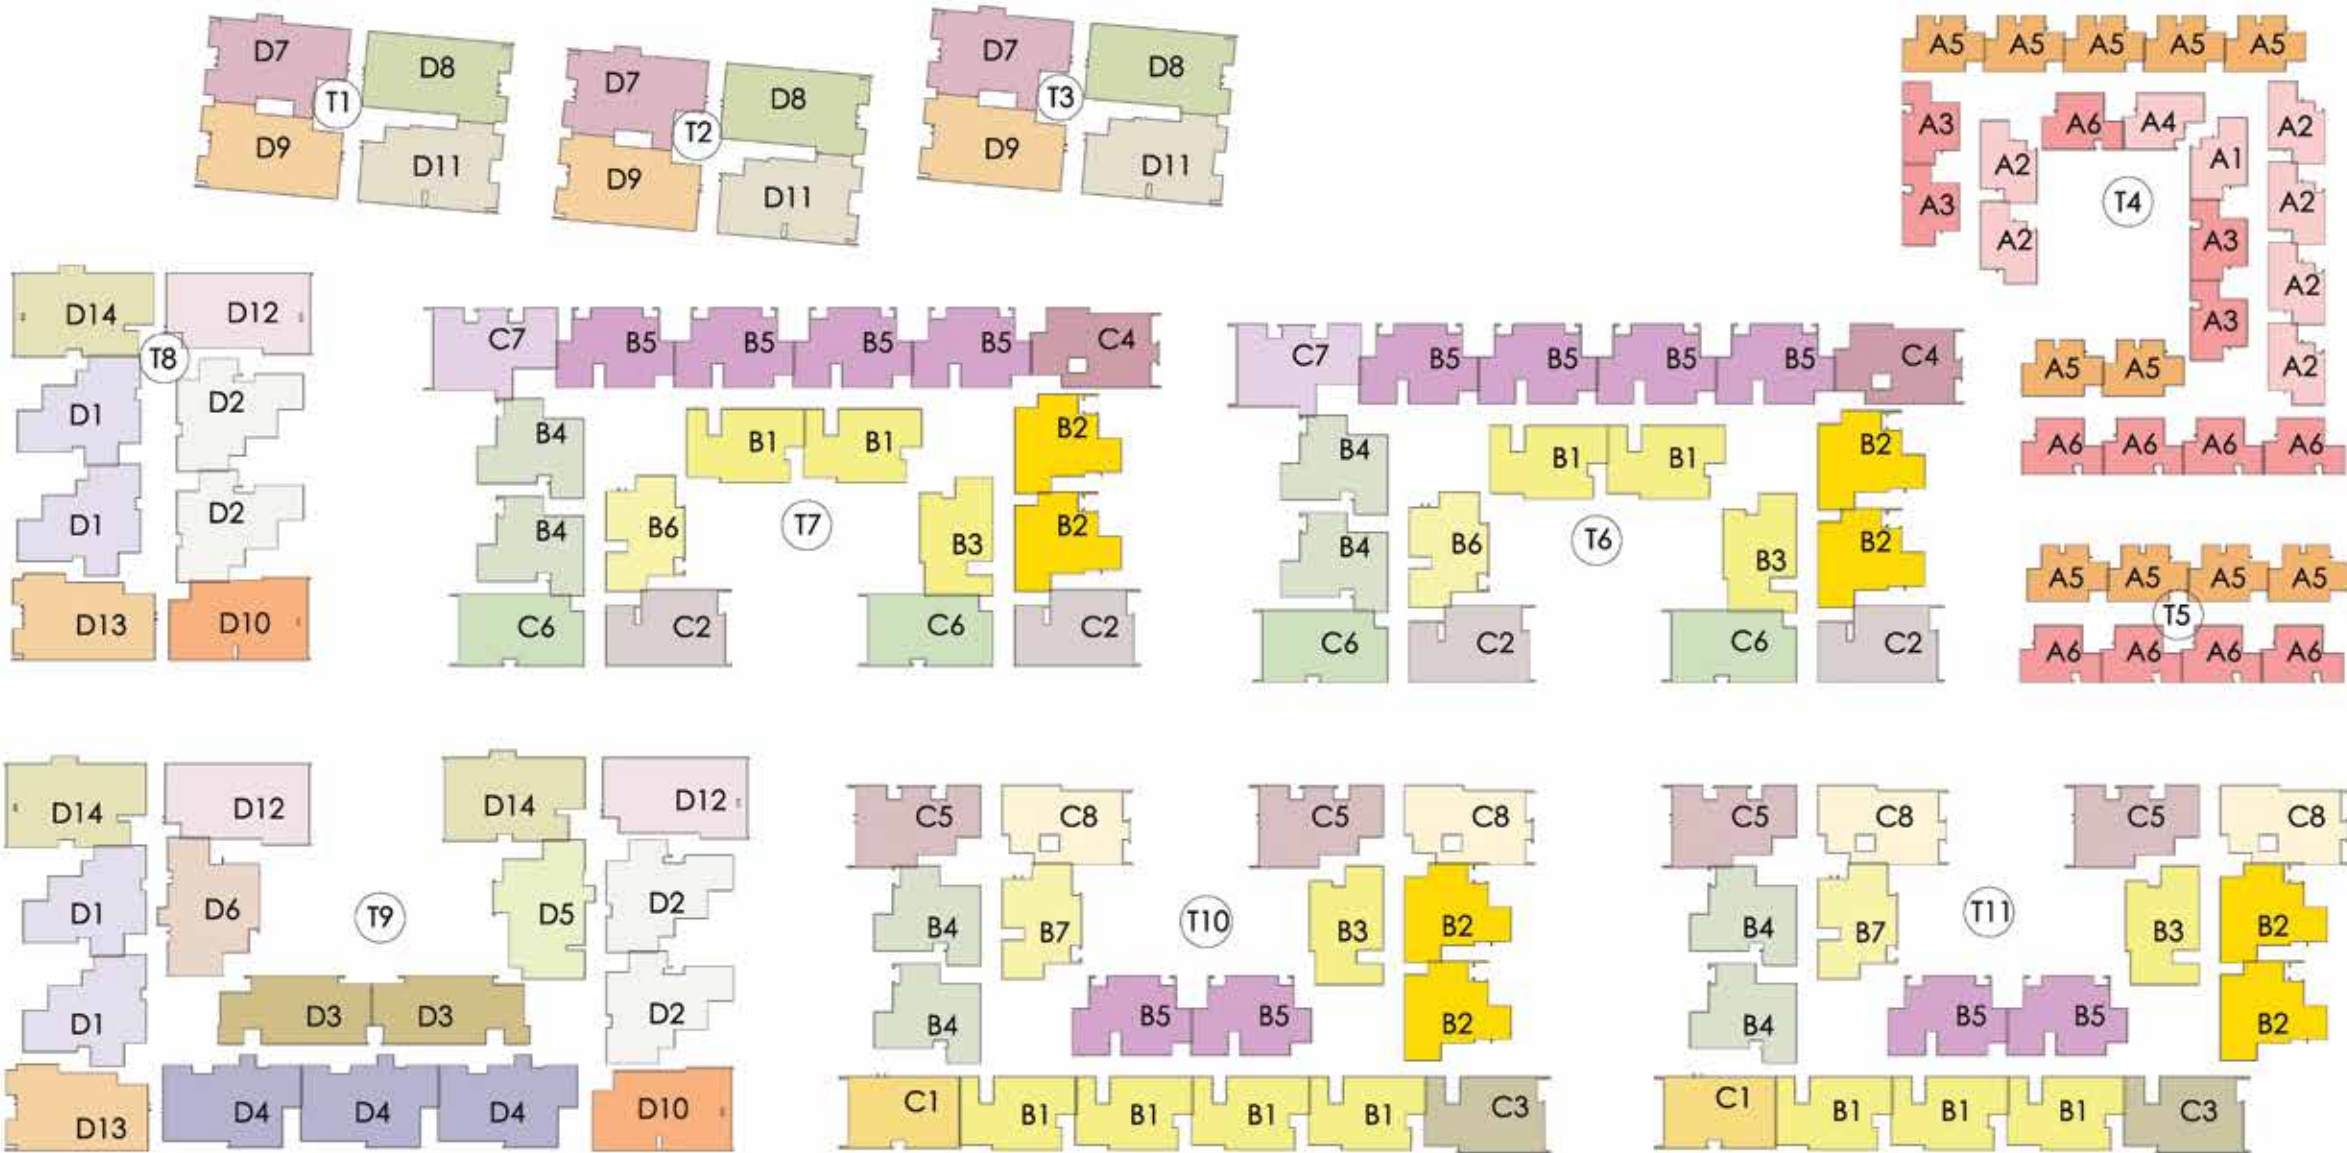 D7 D8 D7 D8 D7 D8
T1 T2 T3
D9 D11 D9 D11 D9 D11
A5 A5 A5 A5 A5
A3 A2 A6 A4 A1 A2
A3 A2 T4 A3 A2
A3 A2
A5 A5 A2
A6 A6 A6 A6
A5 A5 A5 A5
T5
A6 A6 A6 A6
D14 D12
T8
D1 D2
D1 D2
D13 D10
C7 B5 B5 B5 B5 C4
B4 B1 B1 B2
B4 B6 T7 B3 B2
C6 C2 C6 C2
C7 B5 B5 B5 B5 C4
B4 B1 B1 B2
B4 B6 T6 B3 B2
C6 C2 C6 C2
D14 D12 D14 D12
D1 D6 T9 D5 D2
D1 D3 D3 D2
D13 D4 D4 D4 D10
C5 C8 C5 C8
B4 B7 T10 B3 B2
B4 B5 B5 B2
C1 B1 B1 B1 B1 C3
C5 C8 C5 C8
B4 B7 T11 B3 B2
B4 B5 B5 B2
C1 B1 B1 B1 C3